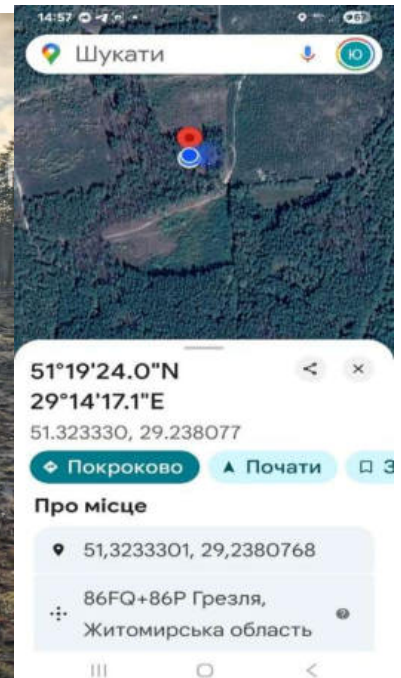 14:57
67
Шукати
Ю
51°19'24.0"N
29°14'17.1"E
51.323330, 29.238077
Покроково
Почати
З
Про місце
51,3233301, 29,2380768
86FQ+86P Грезля,
Житомирська область